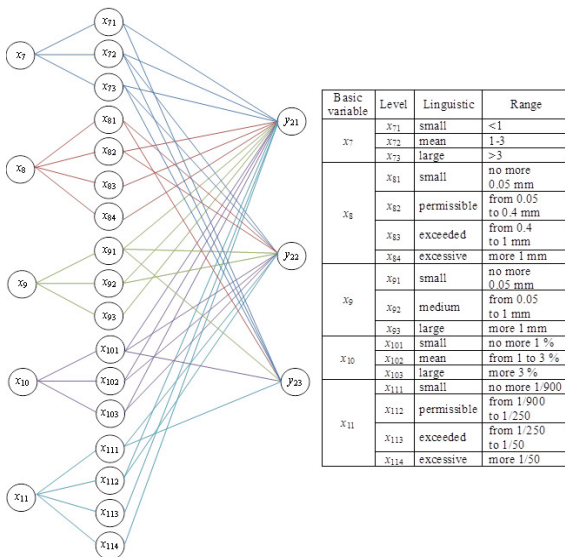 x7
x8
x9
x10
x11
x71
x72
x73
x81
x82
x83
x84
x91
x92
x93
x101
x102
x103
x111
x112
x113
x114
y21
y22
y23
Basic variable Level Linguistic Range
x7
x71 small <1
x72 mean 1-3
x73 large >3
x8
x81 small no more
0.05 mm
x82 permissible from 0.05
to 0.4 mm
x83 exceeded from 0.4
to 1 mm
x84 excessive more 1 mm
x9
x91 small no more
0.05 mm
x92 medium from 0.05
to 1 mm
x93 large more 1 mm
x10
x101 small no more 1 %
x102 mean from 1 to 3 %
x103 large more 3 %
x11
x111 small no more 1/900
x112 permissible from 1/900
to 1/250
x113 exceeded from 1/250
to 1/50
x114 excessive more 1/50